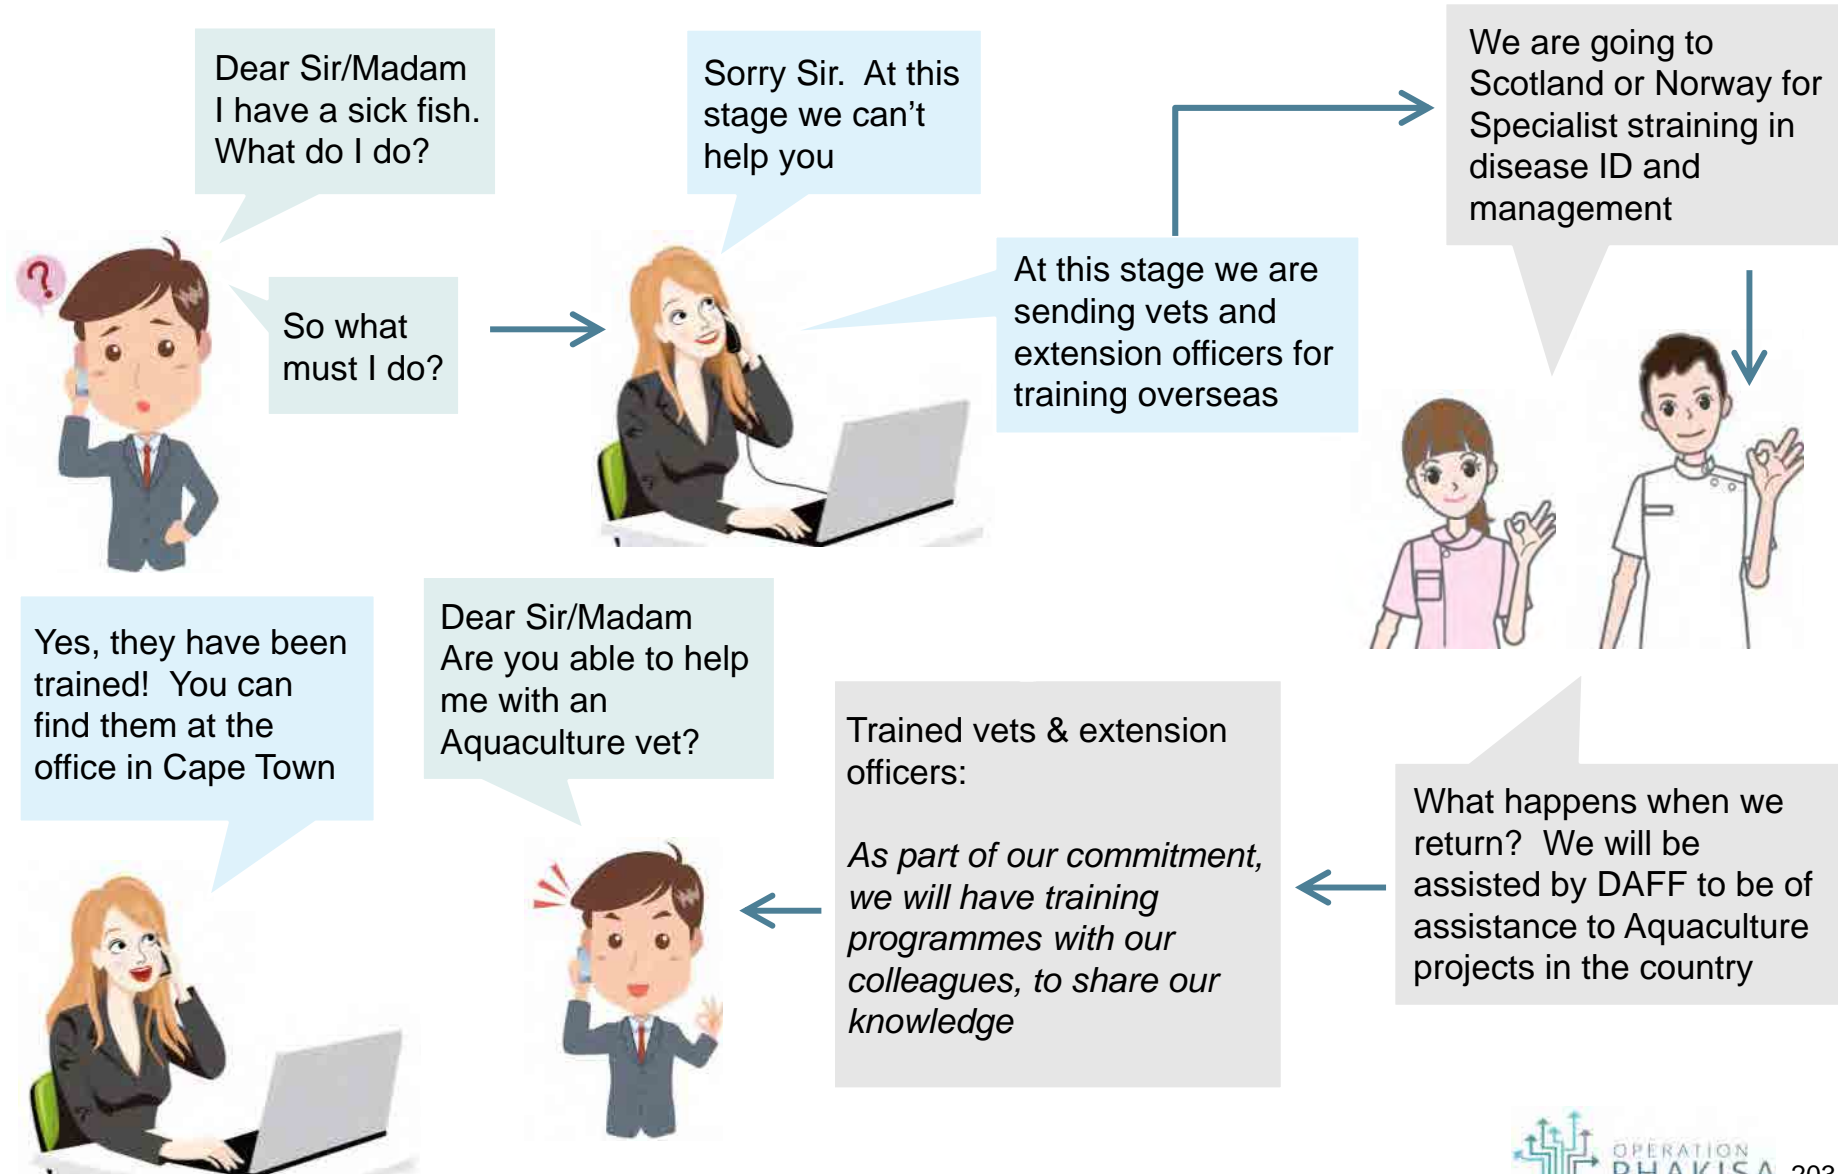 Dear Sir/Madam
I have a sick fish.
What do I do?
So what
must I do?
Sorry Sir.  At this
stage we can't
help you
At this stage we are
sending vets and
extension officers for
training overseas
We are going to
Scotland or Norway for
Specialist straining in
disease ID and
management
What happens when we
return?  We will be
assisted by DAFF to be of
assistance to Aquaculture
projects in the country
Trained vets & extension
officers:
As part of our commitment,
we will have training
programmes with our
colleagues, to share our
knowledge
Dear Sir/Madam
Are you able to help
me with an
Aquaculture vet?
Yes, they have been
trained!  You can
find them at the
office in Cape Town
?
OPERATION
PHAKISA 203